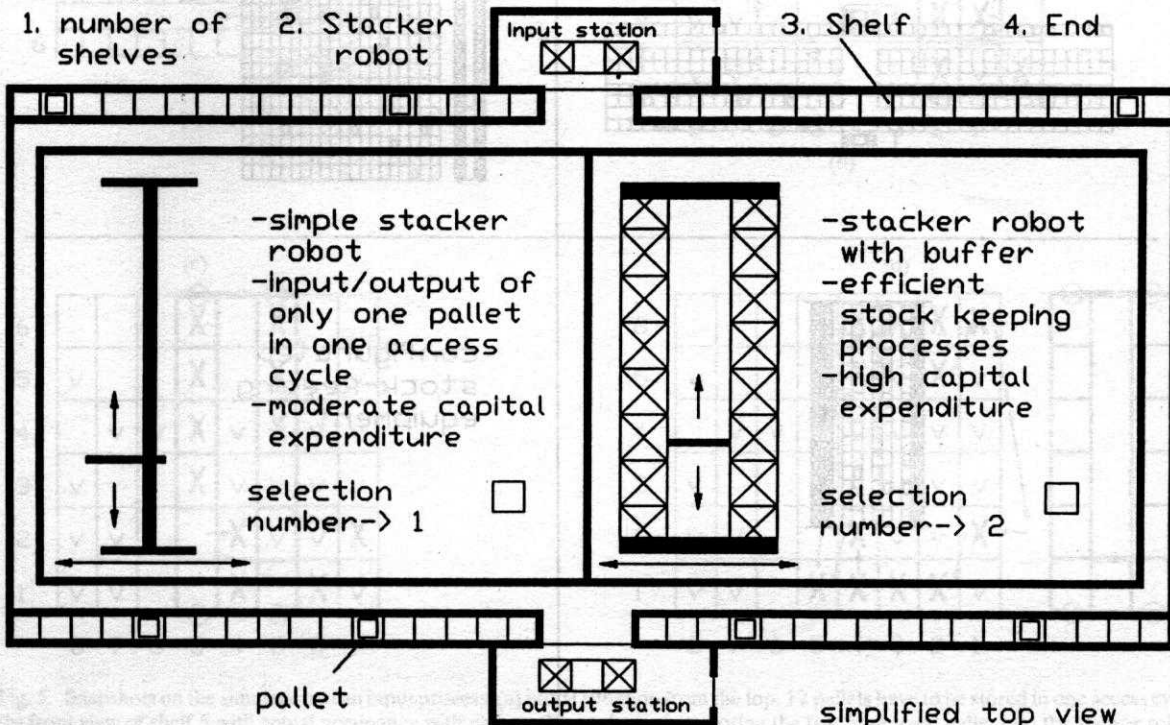 1. number of shelves
2. Stacker robot
Input station
3. Shelf
4. End
-simple stacker
robot
-input/output of
only one pallet
in one access
cycle
-moderate capital
expenditure
selection
number-> 1
-stacker robot
with buffer
-efficient
stock keeping
processes
-high capital
expenditure
selection
number-> 2
pallet
output station
simplified top view